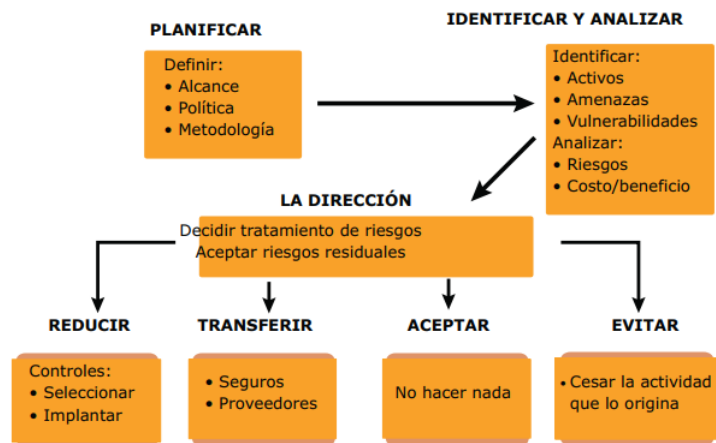 PLANIFICAR
Definir:
• Alcance
• Política
• Metodología
IDENTIFICAR Y ANALIZAR
Identificar:
• Activos
• Amenazas
• Vulnerabilidades
Analizar:
• Riesgos
• Costo/beneficio
LA DIRECCIÓN
Decidir tratamiento de riesgos
Aceptar riesgos residuales
REDUCIR
Controles:
• Seleccionar
• Implantar
TRANSFERIR
• Seguros
• Proveedores
ACEPTAR
No hacer nada
EVITAR
• Cesar la actividad
que lo origina